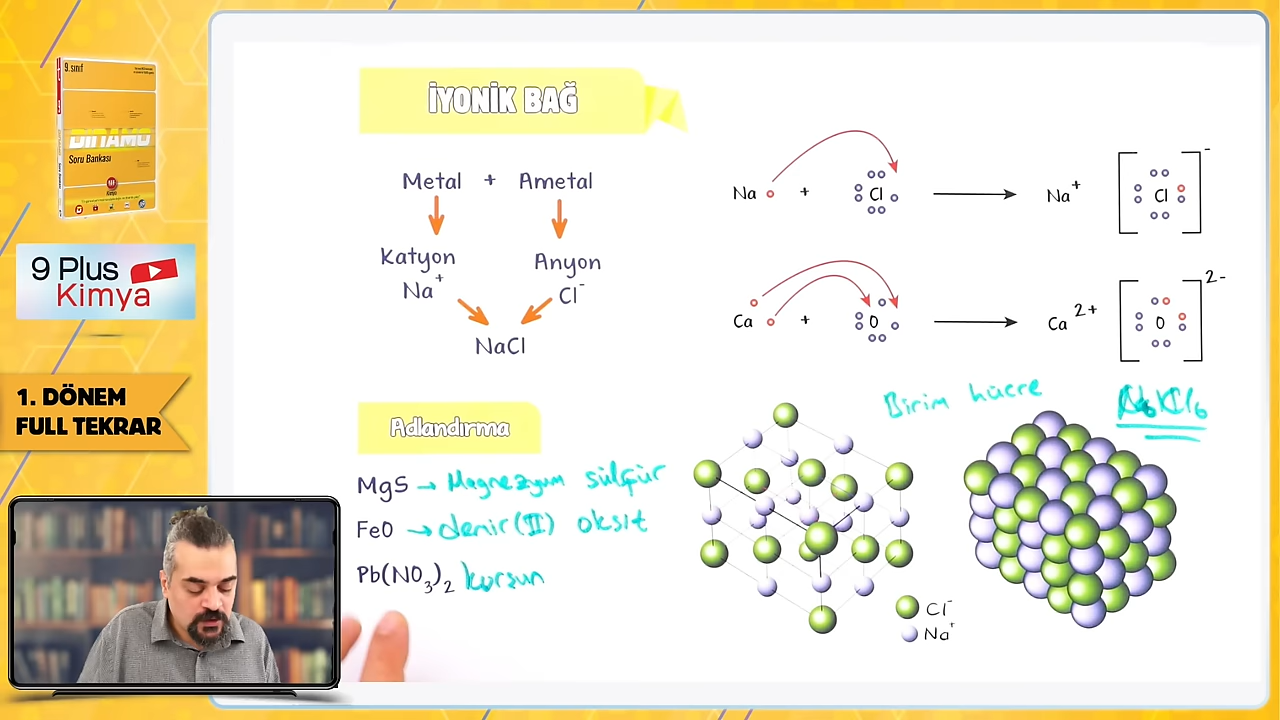 9.sınıf
DİNAMO
Soru Bankası
Kimya
9 Plus
Kimya
1. DÖNEM
FULL TEKRAR
İYONİK BAĞ
Metal + Ametal
Katyon Anyon
Na+ Cl-
NaCl
Na + Cl Na+ [Cl]-
Ca + O Ca 2+ [O]2-
Adlandırma
MgS → Magnezyum sülfür
FeO → demir(II) oksit
Pb(NO3)2 kurşun
Birim hücre
Cl-
Na+